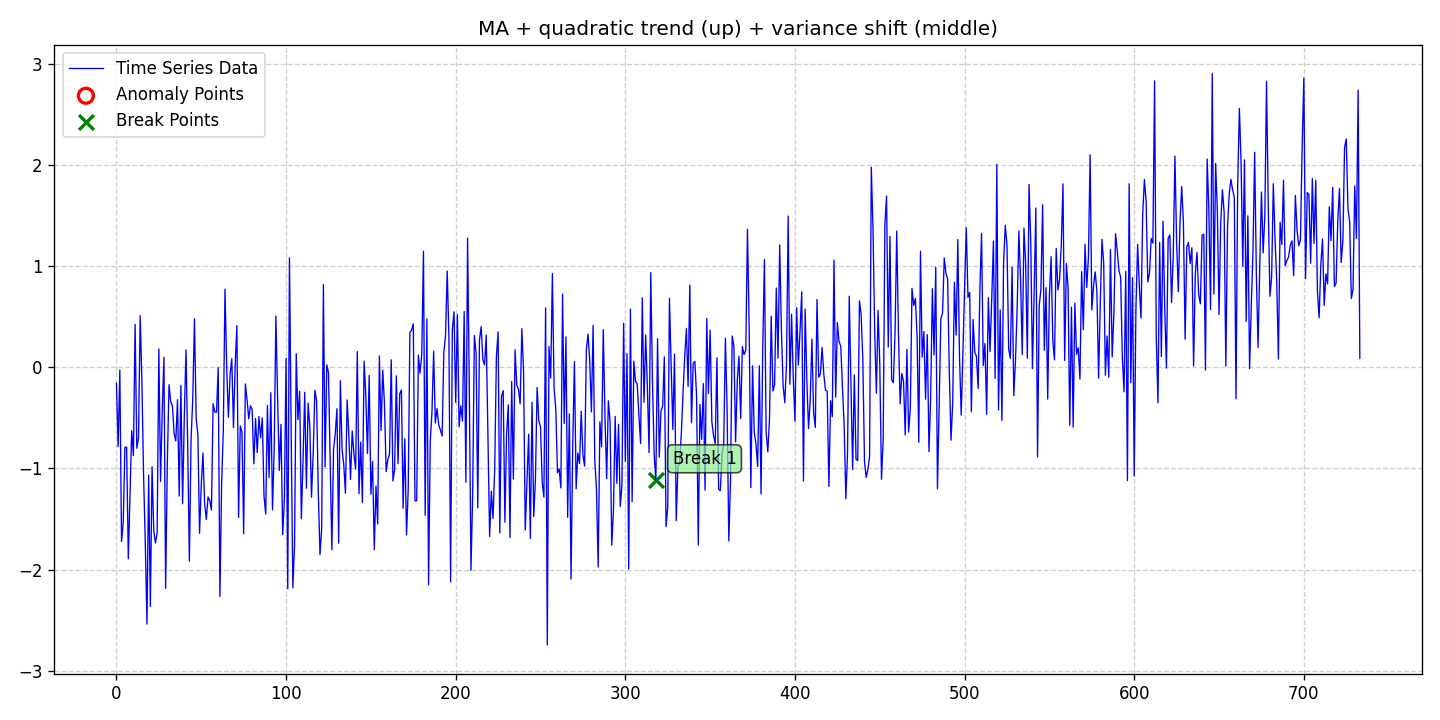 MA + quadratic trend (up) + variance shift (middle)
Time Series Data
Anomaly Points
Break Points
Break 1
3
2
1
0
−1
−2
−3
0 100 200 300 400 500 600 700